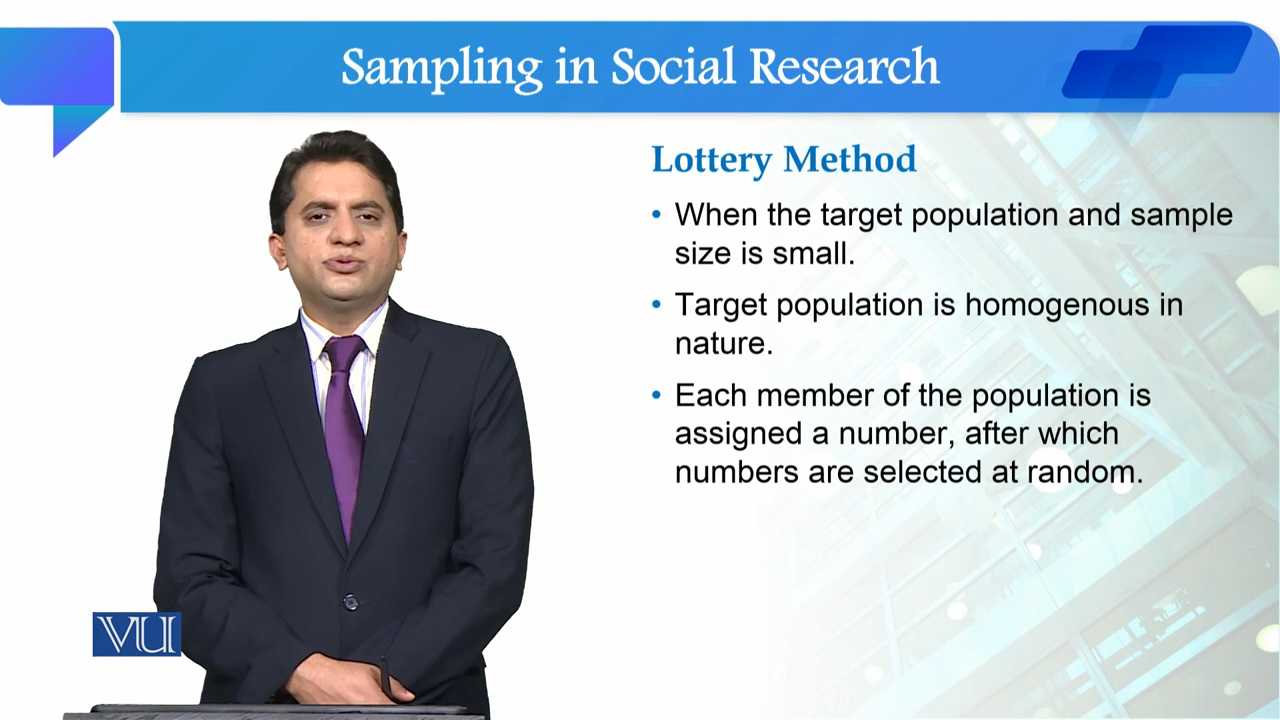 Sampling in Social Research
Lottery Method
• When the target population and sample
size is small.
• Target population is homogenous in
nature.
• Each member of the population is
assigned a number, after which
numbers are selected at random.
VU